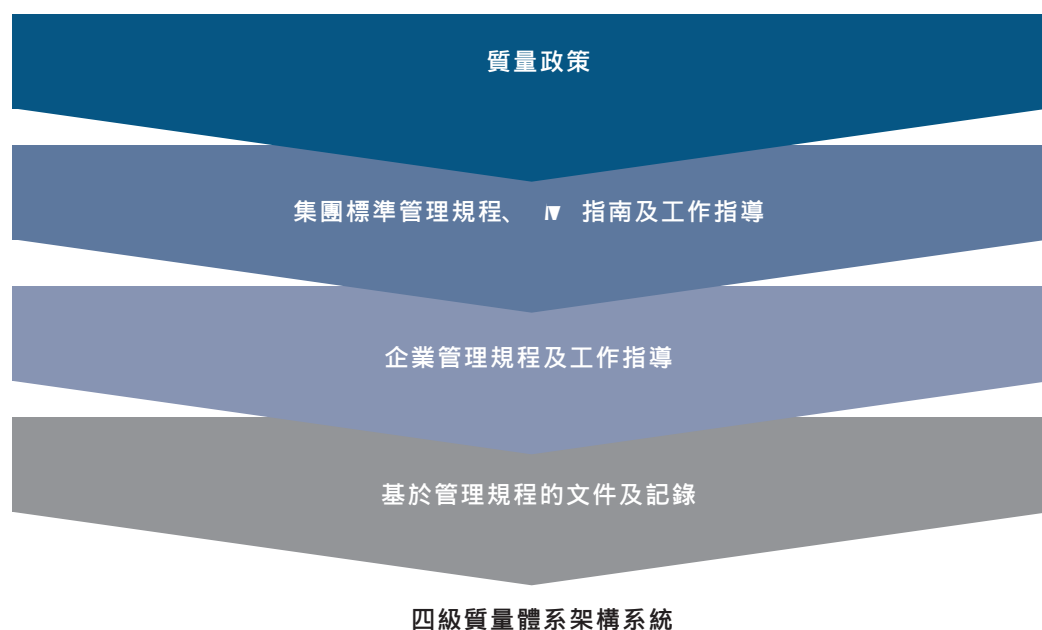 質量政策
集團標準管理規程、 指南及工作指導
企業管理規程及工作指導
基於管理規程的文件及記錄
四級質量體系架構系統